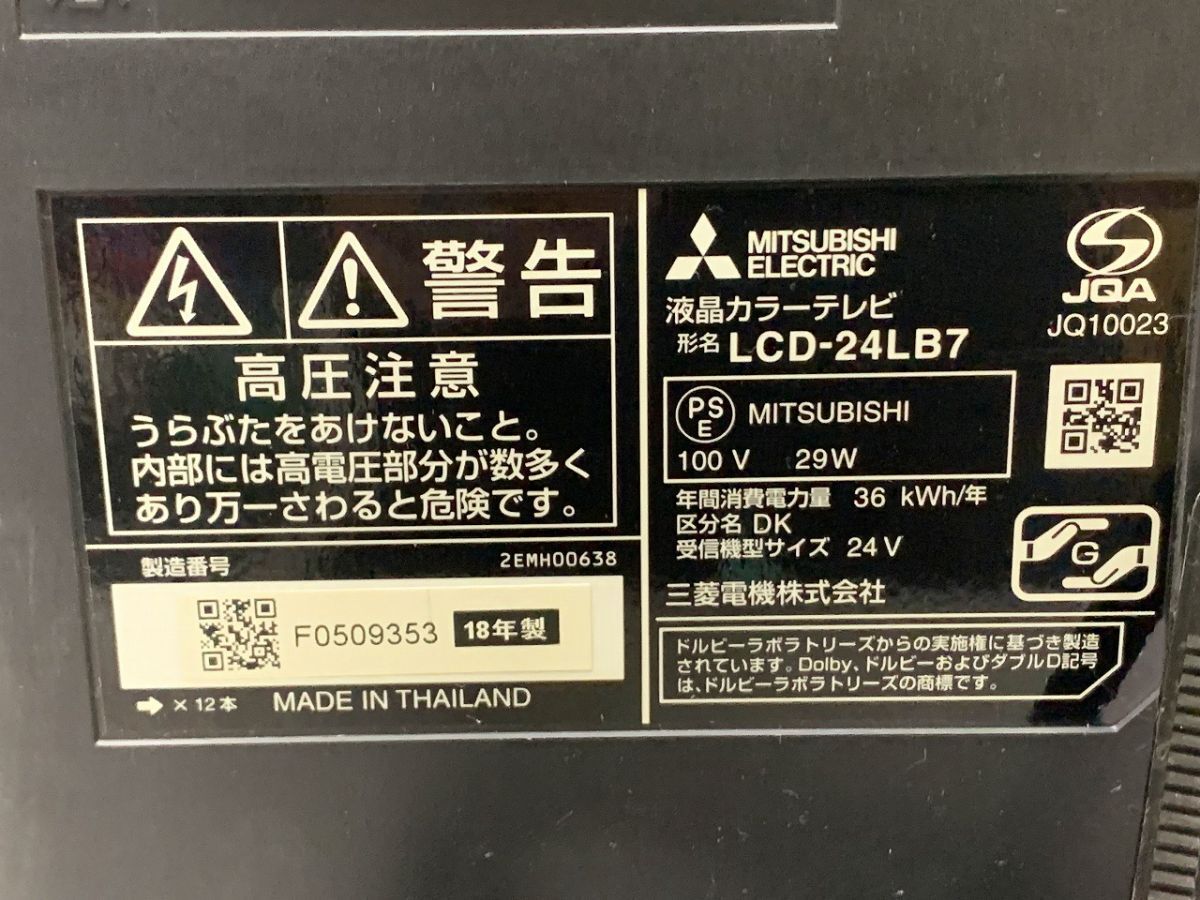 警告
高圧注意
うらぶたをあけないこと。
内部には高電圧部分が数多く
あり万一さわると危険です。
製造番号 2EMH00638
F0509353 18年製
× 12本 MADE IN THAILAND
MITSUBISHI
ELECTRIC
液晶カラーテレビ
形名 LCD-24LB7
JQA
JQ10023
PSE MITSUBISHI
100 V 29W
年間消費電力量 36 kWh/年
区分名 DK
受信機型サイズ 24 V
G
三菱電機株式会社
ドルビーラボラトリーズからの実施権に基づき製造
されています。Dolby、ドルビーおよびダブルD記号
は、ドルビーラボラトリーズの商標です。